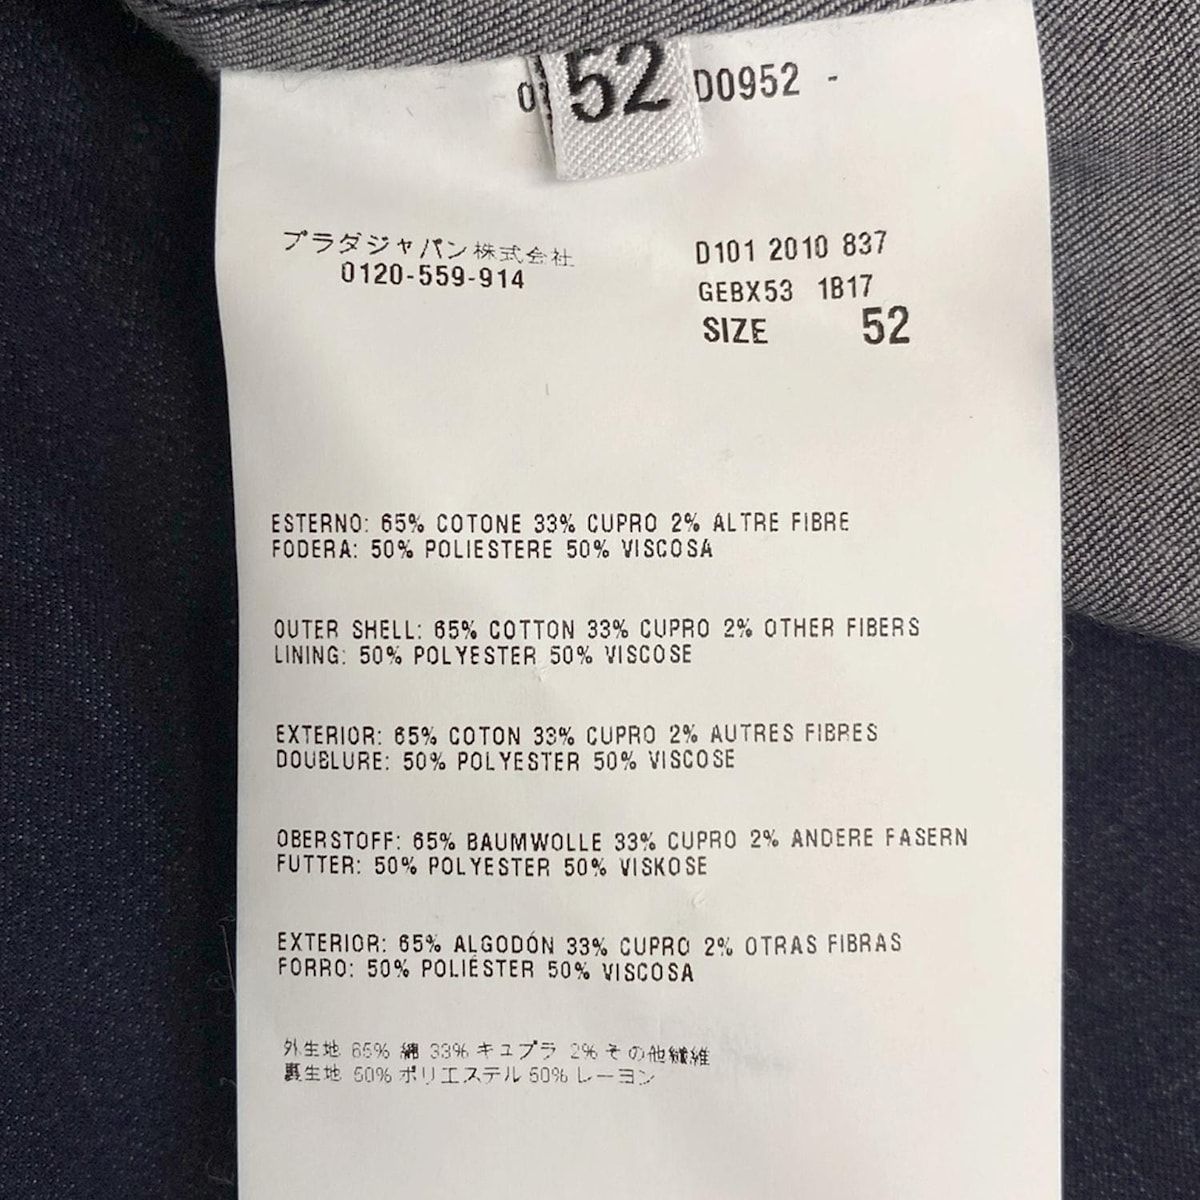 52 D0952 -
プラダジャパン株式会社
0120-559-914
D101 2010 837
GEBX53 1B17
SIZE 52
ESTERNO: 65% COTONE 33% CUPRO 2% ALTRE FIBRE
FODERA: 50% POLIESTERE 50% VISCOSA
OUTER SHELL: 65% COTTON 33% CUPRO 2% OTHER FIBERS
LINING: 50% POLYESTER 50% VISCOSE
EXTERIOR: 65% COTON 33% CUPRO 2% AUTRES FIBRES
DOUBLURE: 50% POLYESTER 50% VISCOSE
OBERSTOFF: 65% BAUMWOLLE 33% CUPRO 2% ANDERE FASERN
FUTTER: 50% POLYESTER 50% VISKOSE
EXTERIOR: 65% ALGODÓN 33% CUPRO 2% OTRAS FIBRAS
FORRO: 50% POLIÉSTER 50% VISCOSA
外生地 65% 綿 33% キュプラ 2% その他繊維
裏生地 50% ポリエステル 50% レーヨン